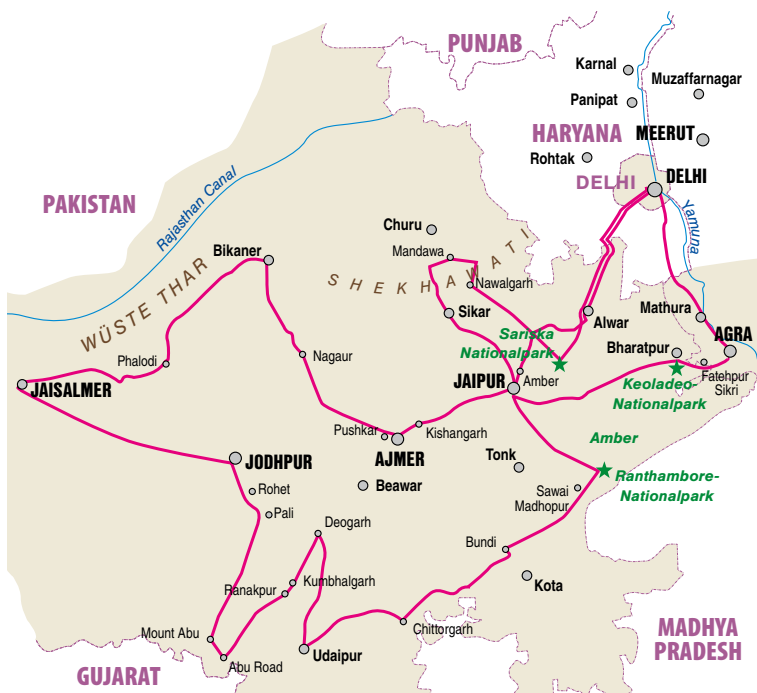 PUNJAB
Karnal
Muzaffarnagar
Panipat
HARYANA
MEERUT
Rohtak
DELHI
DELHI
PAKISTAN
Rajasthan Canal
Yamuna
Churu
Bikaner
Mandawa
SHEKHAWATI
Nawalgarh
WÜSTE THAR
Sikar
Alwar
Mathura
Sariska
Nationalpark
Bharatpur
AGRA
Phalodi
Nagaur
JAISALMER
JAIPUR
Amber
Fatehpur
Sikri
Keoladeo-
Nationalpark
Pushkar
Kishangarh
AJMER
Amber
JODHPUR
Tonk
Ranthambore-
Nationalpark
Rohet
Beawar
Sawai
Madhopur
Pali
Deogarh
Bundi
Ranakpur
Kumbhalgarh
Kota
Mount Abu
Chittorgarh
MADHYA
PRADESH
Abu Road
Udaipur
GUJARAT